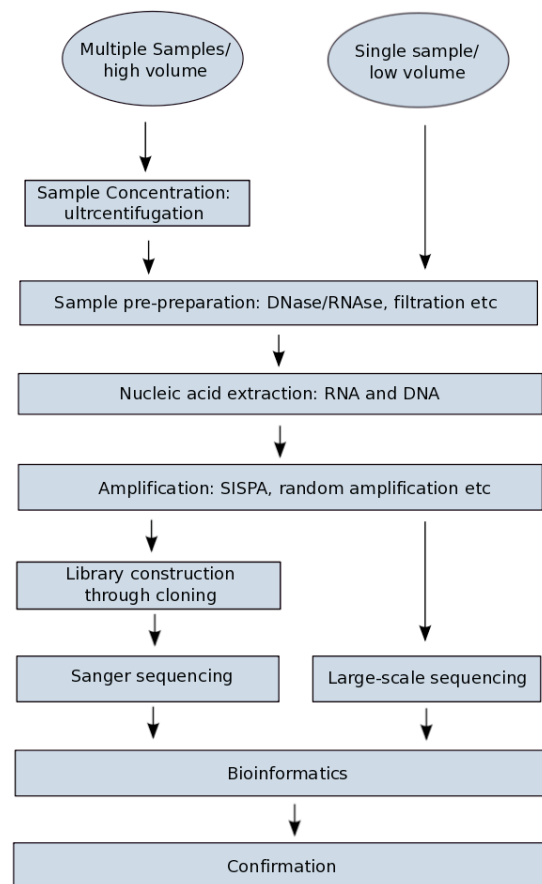 Multiple Samples/
high volume
Single sample/
low volume
Sample Concentration:
ultrcentifugation
Sample pre-preparation: DNase/RNAse, filtration etc
Nucleic acid extraction: RNA and DNA
Amplification: SISPA, random amplification etc
Library construction
through cloning
Sanger sequencing
Large-scale sequencing
Bioinformatics
Confirmation